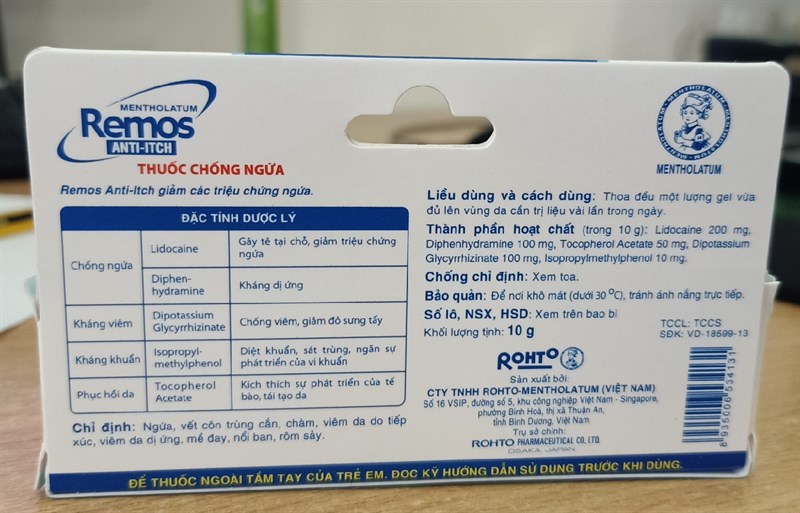 MENTHOLATUM
Remos
ANTI-ITCH
THUỐC CHỐNG NGỨA
Remos Anti-Itch giảm các triệu chứng ngứa.
ĐẶC TÍNH DƯỢC LÝ
Chống ngứa
Lidocaine
Gây tê tại chỗ, giảm triệu chứng
ngứa
Diphen-
hydramine
Kháng dị ứng
Kháng viêm
Dipotassium
Glycyrrhizinate
Chống viêm, giảm đỏ sưng tấy
Kháng khuẩn
Isopropyl-
methylphenol
Diệt khuẩn, sát trùng, ngăn sự
phát triển của vi khuẩn
Phục hồi da
Tocopherol
Acetate
Kích thích sự phát triển của tế
bào, tái tạo da
Chỉ định: Ngứa, vết côn trùng cắn, chàm, viêm da do tiếp
xúc, viêm da dị ứng, mề đay, nổi ban, rôm sảy.
MENTHOLATUM
MENTHOLATUM
Liều dùng và cách dùng: Thoa đều một lượng gel vừa
đủ lên vùng da cần trị liệu vài lần trong ngày.
Thành phần hoạt chất (trong 10 g): Lidocaine 200 mg,
Diphenhydramine 100 mg, Tocopherol Acetate 50 mg, Dipotassium
Glycyrrhizinate 100 mg, Isopropylmethylphenol 10 mg.
Chống chỉ định: Xem toa.
Bảo quản: Để nơi khô mát (dưới 30 ºC), tránh ánh nắng trực tiếp.
Số lô, NSX, HSD: Xem trên bao bì
Khối lượng tịnh: 10 g
TCCL: TCCS
SĐK: VD-18599-13
ROHTO
Sản xuất bởi:
CTY TNHH ROHTO-MENTHOLATUM (VIỆT NAM)
Số 16 VSIP, đường số 5, khu công nghiệp Việt Nam - Singapore,
phường Bình Hoà, thị xã Thuận An,
tỉnh Bình Dương, Việt Nam
Trụ sở chính:
ROHTO PHARMACEUTICAL CO., LTD.
OSAKA, JAPAN
8 935006 534131
ĐỂ THUỐC NGOÀI TẦM TAY CỦA TRẺ EM. ĐỌC KỸ HƯỚNG DẪN SỬ DỤNG TRƯỚC KHI DÙNG.